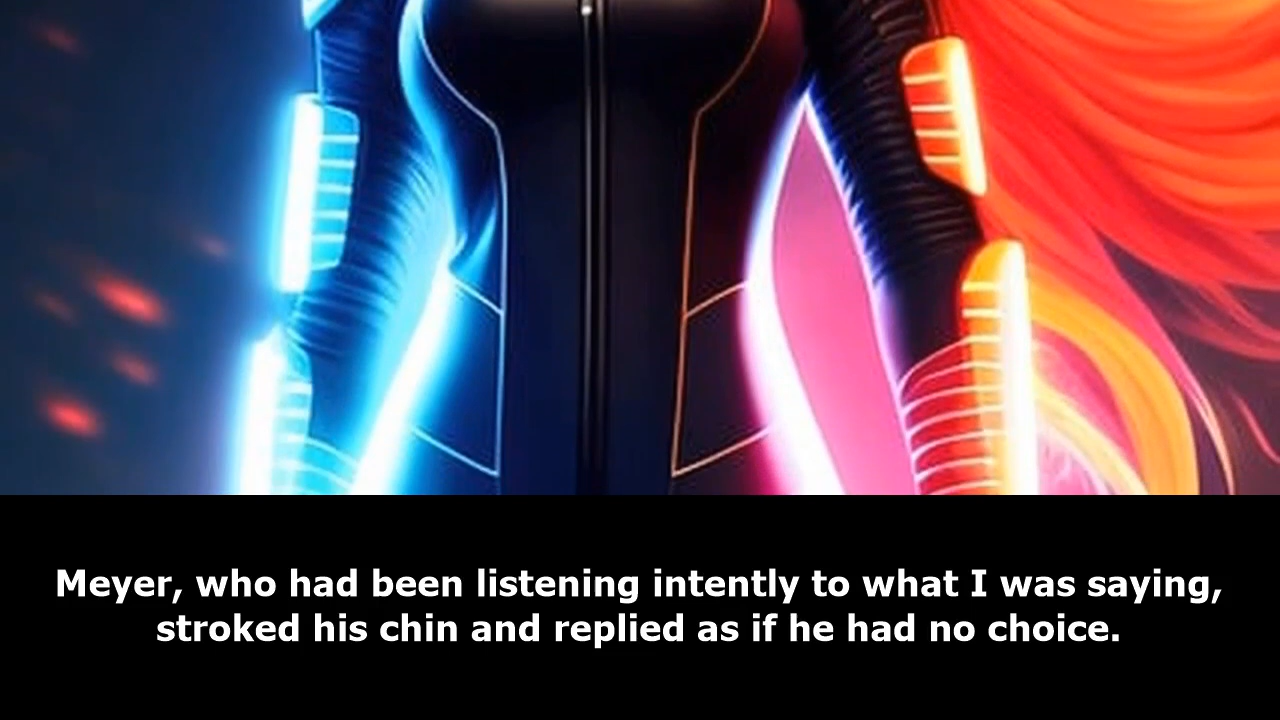 Meyer, who had been listening intently to what I was saying,
stroked his chin and replied as if he had no choice.